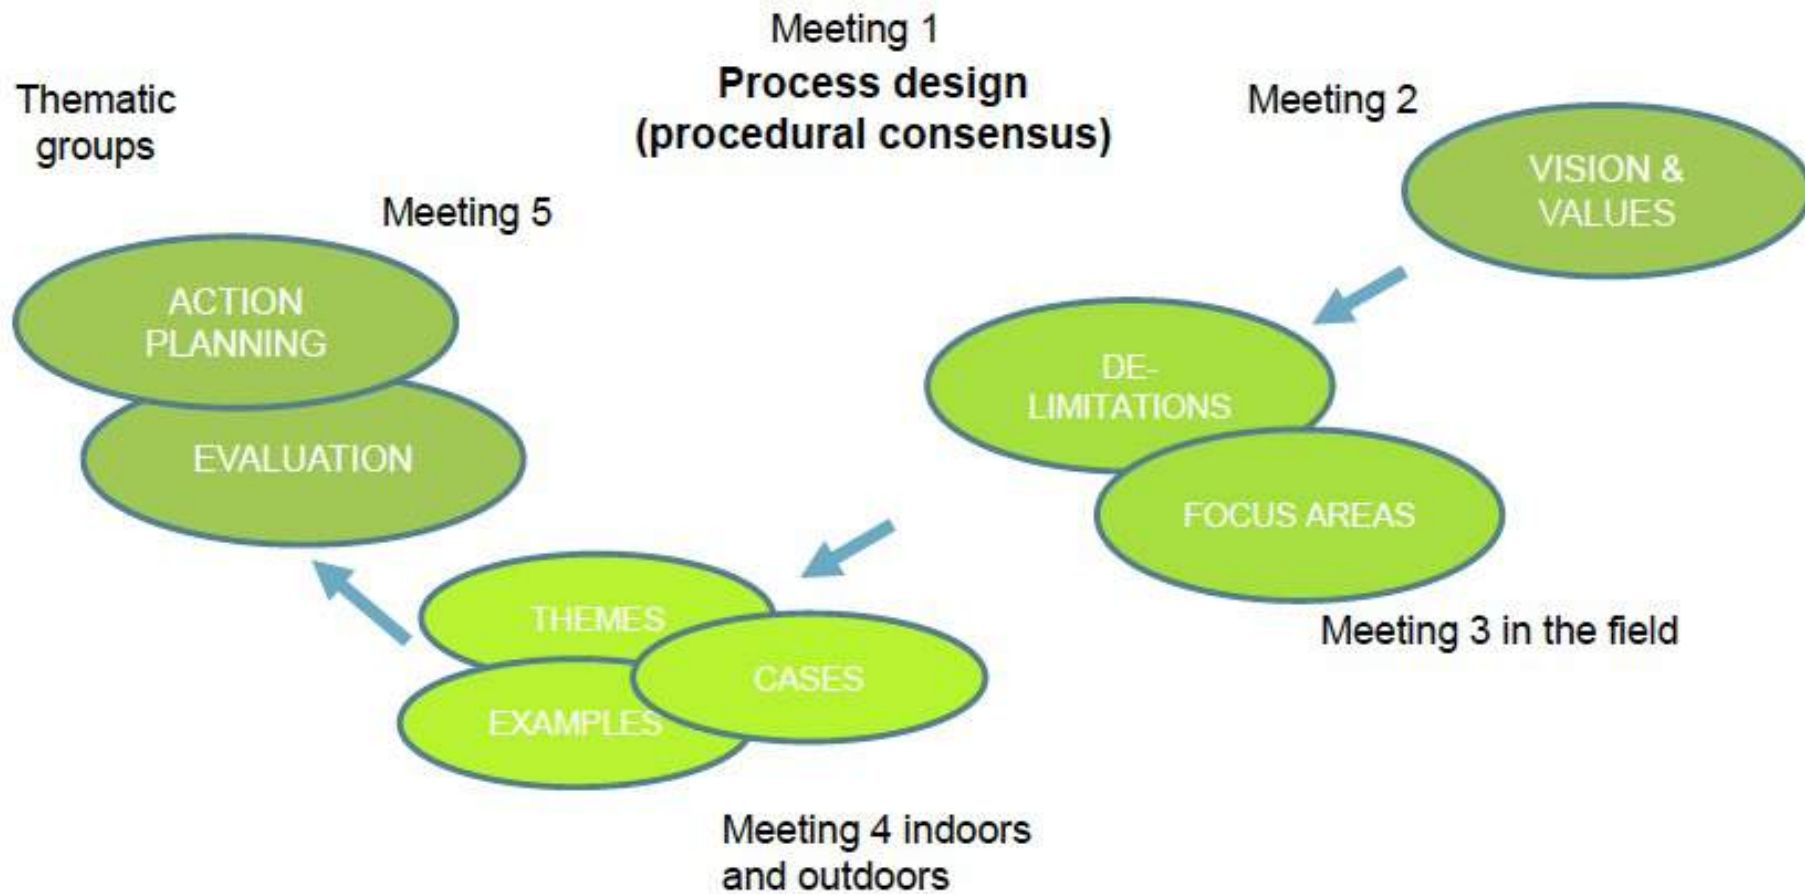 Meeting 1
Process design
(procedural consensus)
Thematic
groups
Meeting 2
VISION &
VALUES
Meeting 5
ACTION
PLANNING
EVALUATION
DE-
LIMITATIONS
FOCUS AREAS
Meeting 3 in the field
THEMES
CASES
EXAMPLES
Meeting 4 indoors
and outdoors